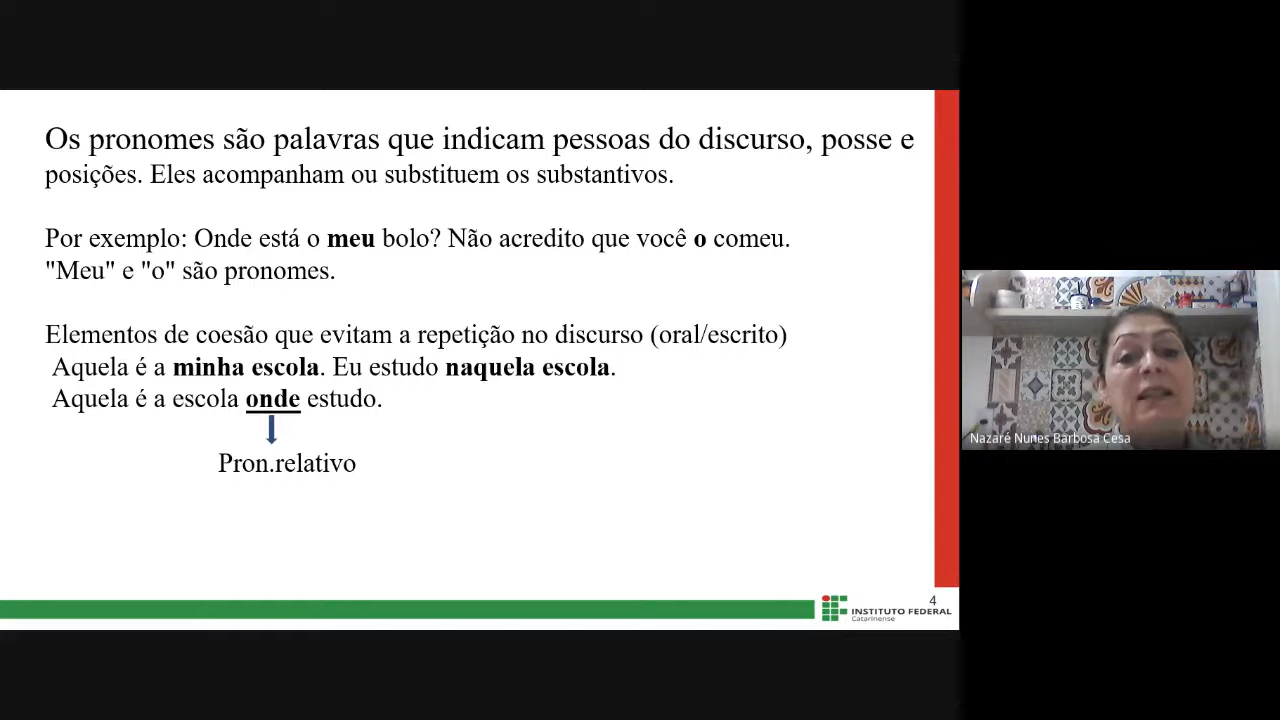 Os pronomes são palavras que indicam pessoas do discurso, posse e
posições. Eles acompanham ou substituem os substantivos.
Por exemplo: Onde está o meu bolo? Não acredito que você o comeu.
"Meu" e "o" são pronomes.
Elementos de coesão que evitam a repetição no discurso (oral/escrito)
Aquela é a minha escola. Eu estudo naquela escola.
Aquela é a escola onde estudo.
Pron.relativo
4
INSTITUTO FEDERAL
Catarinense
Nazaré Nunes Barbosa Cesa